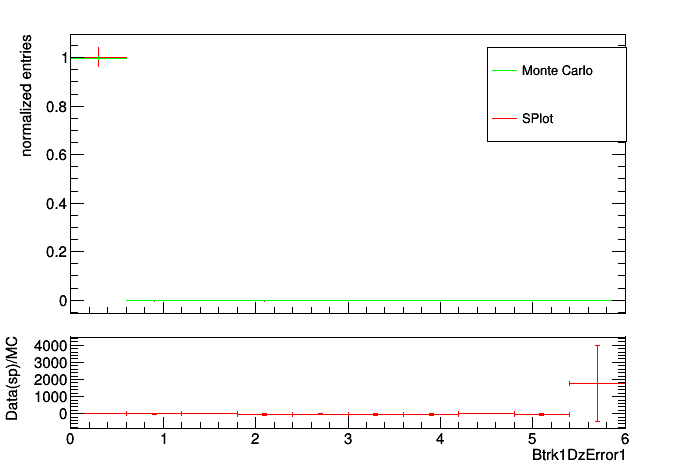 normalized entries
1
0.8
0.6
0.4
0.2
0
Monte Carlo
SPlot
Data(sp)/MC
4000
3000
2000
1000
0
0 1 2 3 4 5 6
Btrk1DzError1